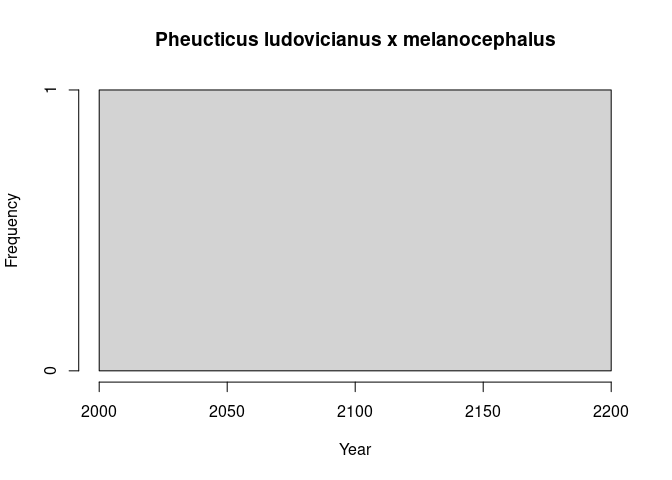 Pheucticus ludovicianus x melanocephalus
1
0
Frequency
2000 2050 2100 2150 2200
Year